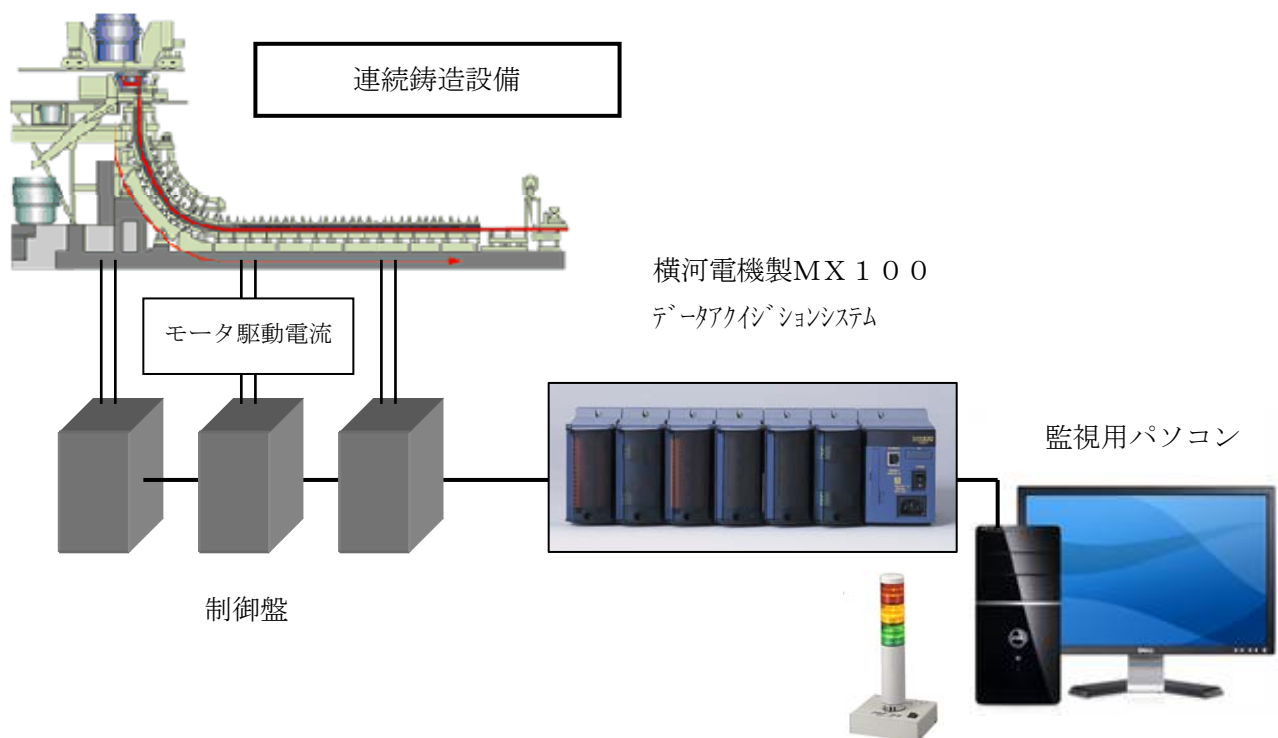 連続鋳造設備
横河電機製MX１００
ﾃﾞｰﾀｱｸｲｼﾞｼｮﾝｼｽﾃﾑ
モータ駆動電流
監視用パソコン
制御盤